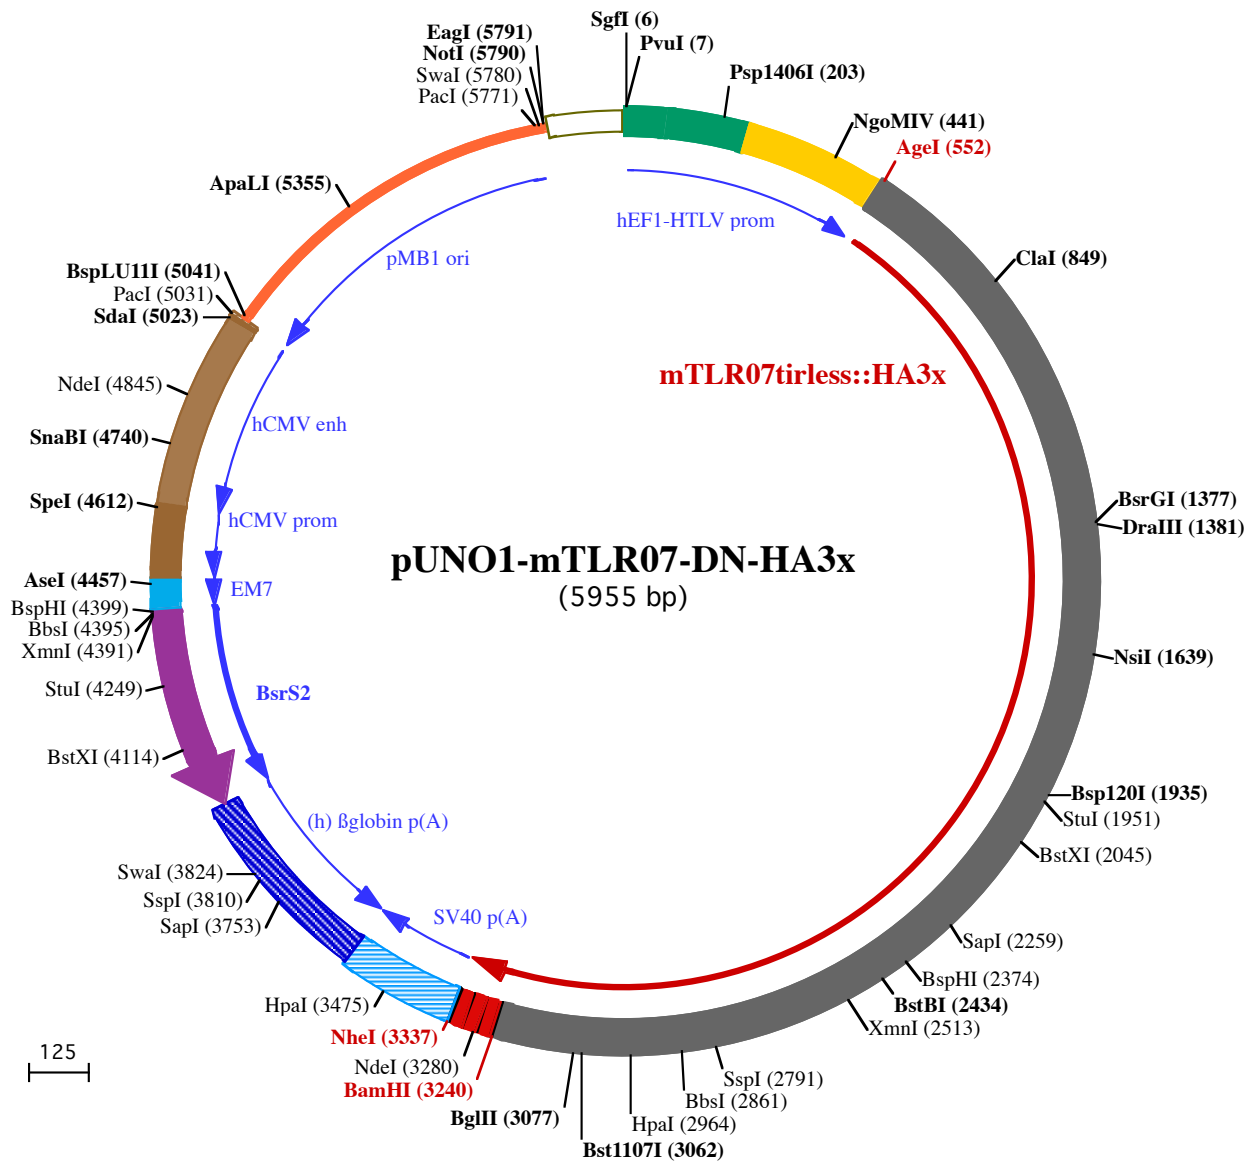 SgfI (6)
PvuI (7)
Psp1406I (203)
NgoMIV (441)
AgeI (552)
ClaI (849)
BsrGI (1377)
DraIII (1381)
NsiI (1639)
Bsp120I (1935)
StuI (1951)
BstXI (2045)
SapI (2259)
BspHI (2374)
BstBI (2434)
XmnI (2513)
SspI (2791)
BbsI (2861)
HpaI (2964)
Bst1107I (3062)
BglII (3077)
BamHI (3240)
NdeI (3280)
NheI (3337)
HpaI (3475)
SapI (3753)
SspI (3810)
SwaI (3824)
BstXI (4114)
StuI (4249)
XmnI (4391)
BbsI (4395)
BspHI (4399)
AseI (4457)
SpeI (4612)
SnaBI (4740)
NdeI (4845)
SdaI (5023)
PacI (5031)
BspLU11I (5041)
ApaLI (5355)
PacI (5771)
SwaI (5780)
NotI (5790)
EagI (5791)
hEF1-HTLV prom
pMB1 ori
mTLR07tirless::HA3x
hCMV enh
hCMV prom
EM7
BsrS2
(h) ßglobin p(A)
SV40 p(A)
pUNO1-mTLR07-DN-HA3x
(5955 bp)
125